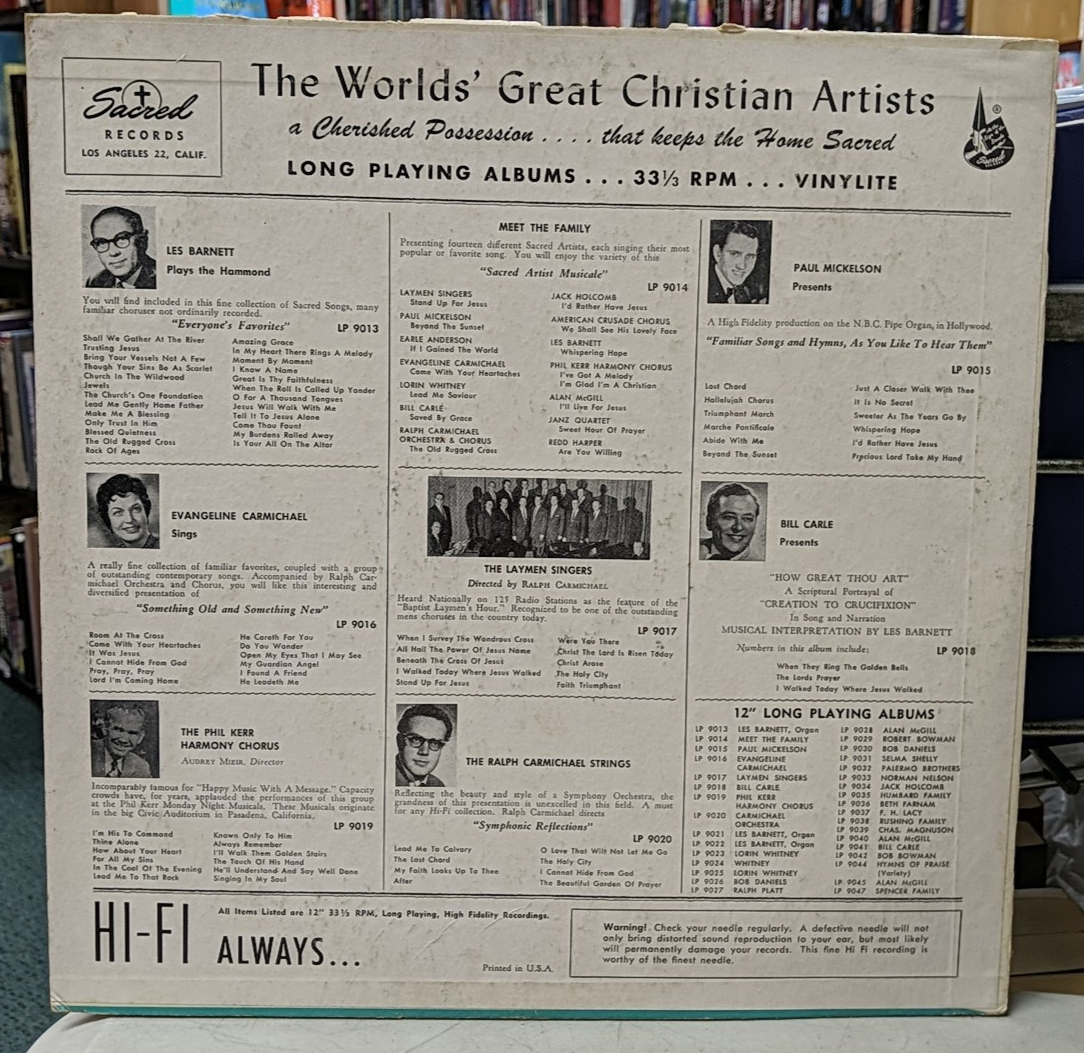 Sacred
RECORDS
LOS ANGELES 22, CALIF.
The Worlds' Great Christian Artists
a Cherished Possession . . . . that keeps the Home Sacred
LONG PLAYING ALBUMS . . . 33⅓ RPM . . . VINYLITE
®
Sacred
LES BARNETT
Plays the Hammond
You will find included in this fine collection of Sacred Songs, many
familiar choruses not ordinarily recorded.
"Everyone's Favorites" LP 9013
Shall We Gather At The River
Trusting Jesus
Bring Your Vessels Not A Few
Though Your Sins Be As Scarlet
Church In The Wildwood
Jewels
The Church's One Foundation
Lead Me Gently Home Father
Make Me A Blessing
Only Trust In Him
Blessed Quietness
The Old Rugged Cross
Rock Of Ages
Amazing Grace
In My Heart There Rings A Melody
Moment By Moment
I Know A Name
Great Is Thy Faithfulness
When The Roll Is Called Up Yonder
O For A Thousand Tongues
Jesus Will Walk With Me
Tell It To Jesus Alone
Come Thou Fount
My Burdens Rolled Away
Is Your All On The Altar
MEET THE FAMILY
Presenting fourteen different Sacred Artists, each singing their most
popular or favorite song. You will enjoy the variety of this
"Sacred Artist Musicale"
LP 9014
LAYMEN SINGERS
Stand Up For Jesus
PAUL MICKELSON
Beyond The Sunset
EARLE ANDERSON
If I Gained The World
EVANGELINE CARMICHAEL
Come With Your Heartaches
LORIN WHITNEY
Lead Me Saviour
BILL CARLE
Saved By Grace
RALPH CARMICHAEL
ORCHESTRA & CHORUS
The Old Rugged Cross
JACK HOLCOMB
I'd Rather Have Jesus
AMERICAN CRUSADE CHORUS
We Shall See His Lovely Face
LES BARNETT
Whispering Hope
PHIL KERR HARMONY CHORUS
I've Got A Melody
I'm Glad I'm A Christian
ALAN McGILL
I'll Live For Jesus
JANZ QUARTET
Sweet Hour Of Prayer
REDD HARPER
Are You Willing
PAUL MICKELSON
Presents
A High Fidelity production on the N.B.C. Pipe Organ, in Hollywood.
"Familiar Songs and Hymns, As You Like To Hear Them"
LP 9015
Lost Chord
Hallelujah Chorus
Triumphant March
Marche Pontificale
Abide With Me
Beyond The Sunset
Just A Closer Walk With Thee
It Is No Secret
Sweeter As The Years Go By
Whispering Hope
I'd Rather Have Jesus
Precious Lord Take My Hand
EVANGELINE CARMICHAEL
Sings
A really fine collection of familiar favorites, coupled with a group
of outstanding contemporary songs. Accompanied by Ralph Car-
michael Orchestra and Chorus, you will like this interesting and
diversified presentation of
"Something Old and Something New"
LP 9016
Room At The Cross
Come With Your Heartaches
It Was Jesus
I Cannot Hide From God
Pray, Pray, Pray
Lord I'm Coming Home
He Careth For You
Do You Wonder
Open My Eyes That I May See
My Guardian Angel
I Found A Friend
He Leadeth Me
THE LAYMEN SINGERS
Directed by RALPH CARMICHAEL
Heard Nationally on 125 Radio Stations as the feature of the
"Baptist Laymen's Hour." Recognized to be one of the outstanding
mens choruses in the country today.
LP 9017
When I Survey The Wondrous Cross
All Hail The Power Of Jesus Name
Beneath The Cross Of Jesus
I Walked Today Where Jesus Walked
Stand Up For Jesus
Were You There
Christ The Lord Is Risen Today
Christ Arose
The Holy City
Faith Triumphant
BILL CARLE
Presents
"HOW GREAT THOU ART"
A Scriptural Portrayal of
"CREATION TO CRUCIFIXION"
In Song and Narration
MUSICAL INTERPRETATION BY LES BARNETT
Numbers in this album include: LP 9018
When They Ring The Golden Bells
The Lords Prayer
I Walked Today Where Jesus Walked
THE PHIL KERR
HARMONY CHORUS
AUDREY MIEIR, Director
Incomparably famous for "Happy Music With A Message." Capacity
crowds have, for years, applauded the performances of this group
at the Phil Kerr Monday Night Musicals. These Musicals originate
in the big Civic Auditorium in Pasadena, California.
LP 9019
I'm His To Command
Thine Alone
How About Your Heart
For All My Sins
In The Cool Of The Evening
Lead Me To That Rock
Known Only To Him
Always Remember
I'll Walk Them Golden Stairs
The Touch Of His Hand
He'll Understand And Say Well Done
Singing In My Soul
THE RALPH CARMICHAEL STRINGS
Reflecting the beauty and style of a Symphony Orchestra, the
grandness of this presentation is unexcelled in this field. A must
for any Hi-Fi collection. Ralph Carmichael directs
"Symphonic Reflections"
LP 9020
Lead Me To Calvary
The Lost Chord
My Faith Looks Up To Thee
After
O Love That Wilt Not Let Me Go
The Holy City
I Cannot Hide From God
The Beautiful Garden Of Prayer
12" LONG PLAYING ALBUMS
LP 9013 LES BARNETT, Organ
LP 9014 MEET THE FAMILY
LP 9015 PAUL MICKELSON
LP 9016 EVANGELINE
CARMICHAEL
LP 9017 LAYMEN SINGERS
LP 9018 BILL CARLE
LP 9019 PHIL KERR
HARMONY CHORUS
LP 9020 CARMICHAEL
ORCHESTRA
LP 9021 LES BARNETT, Organ
LP 9022 LES BARNETT, Organ
LP 9023 LORIN WHITNEY
LP 9024 WHITNEY
LP 9025 LORIN WHITNEY
LP 9026 BOB DANIELS
LP 9027 RALPH PLATT
LP 9028 ALAN McGILL
LP 9029 ROBERT BOWMAN
LP 9030 BOB DANIELS
LP 9031 SELMA SHELLY
LP 9032 PALERMO BROTHERS
LP 9033 NORMAN NELSON
LP 9034 JACK HOLCOMB
LP 9035 HUMBARD FAMILY
LP 9036 BETH FARNAM
LP 9037 F. H. LACY
LP 9038 RUSHING FAMILY
LP 9039 CHAS. MAGNUSON
LP 9040 ALAN McGILL
LP 9041 BILL CARLE
LP 9042 BOB BOWMAN
LP 9044 HYMNS OF PRAISE
(Variety)
LP 9045 ALAN McGILL
LP 9047 SPENCER FAMILY
HI-FI ALWAYS...
All Items Listed are 12" 33⅓ RPM, Long Playing, High Fidelity Recordings.
Printed in U.S.A.
Warning! Check your needle regularly. A defective needle will not
only bring distorted sound reproduction to your ear, but most likely
will permanently damage your records. This fine Hi Fi recording is
worthy of the finest needle.